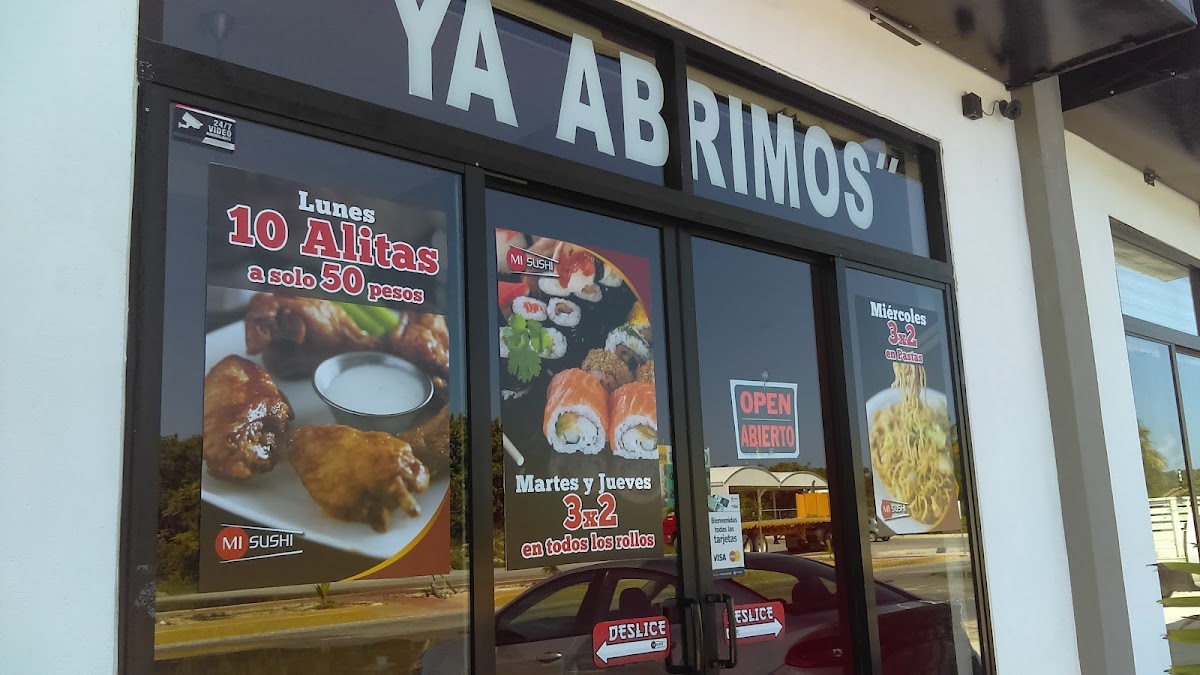 YA ABRIMOS"
24/7
VIDEO
Lunes
10 Alitas
a solo 50 pesos
MI SUSHI
MI SUSHI
Martes y Jueves
3x2
en todos los rollos
OPEN
ABIERTO
Bienvenidas
todas las
tarjetas
VISA
DESLICE
DESLICE
Miércoles
3x2
en Pastas
MI SUSHI